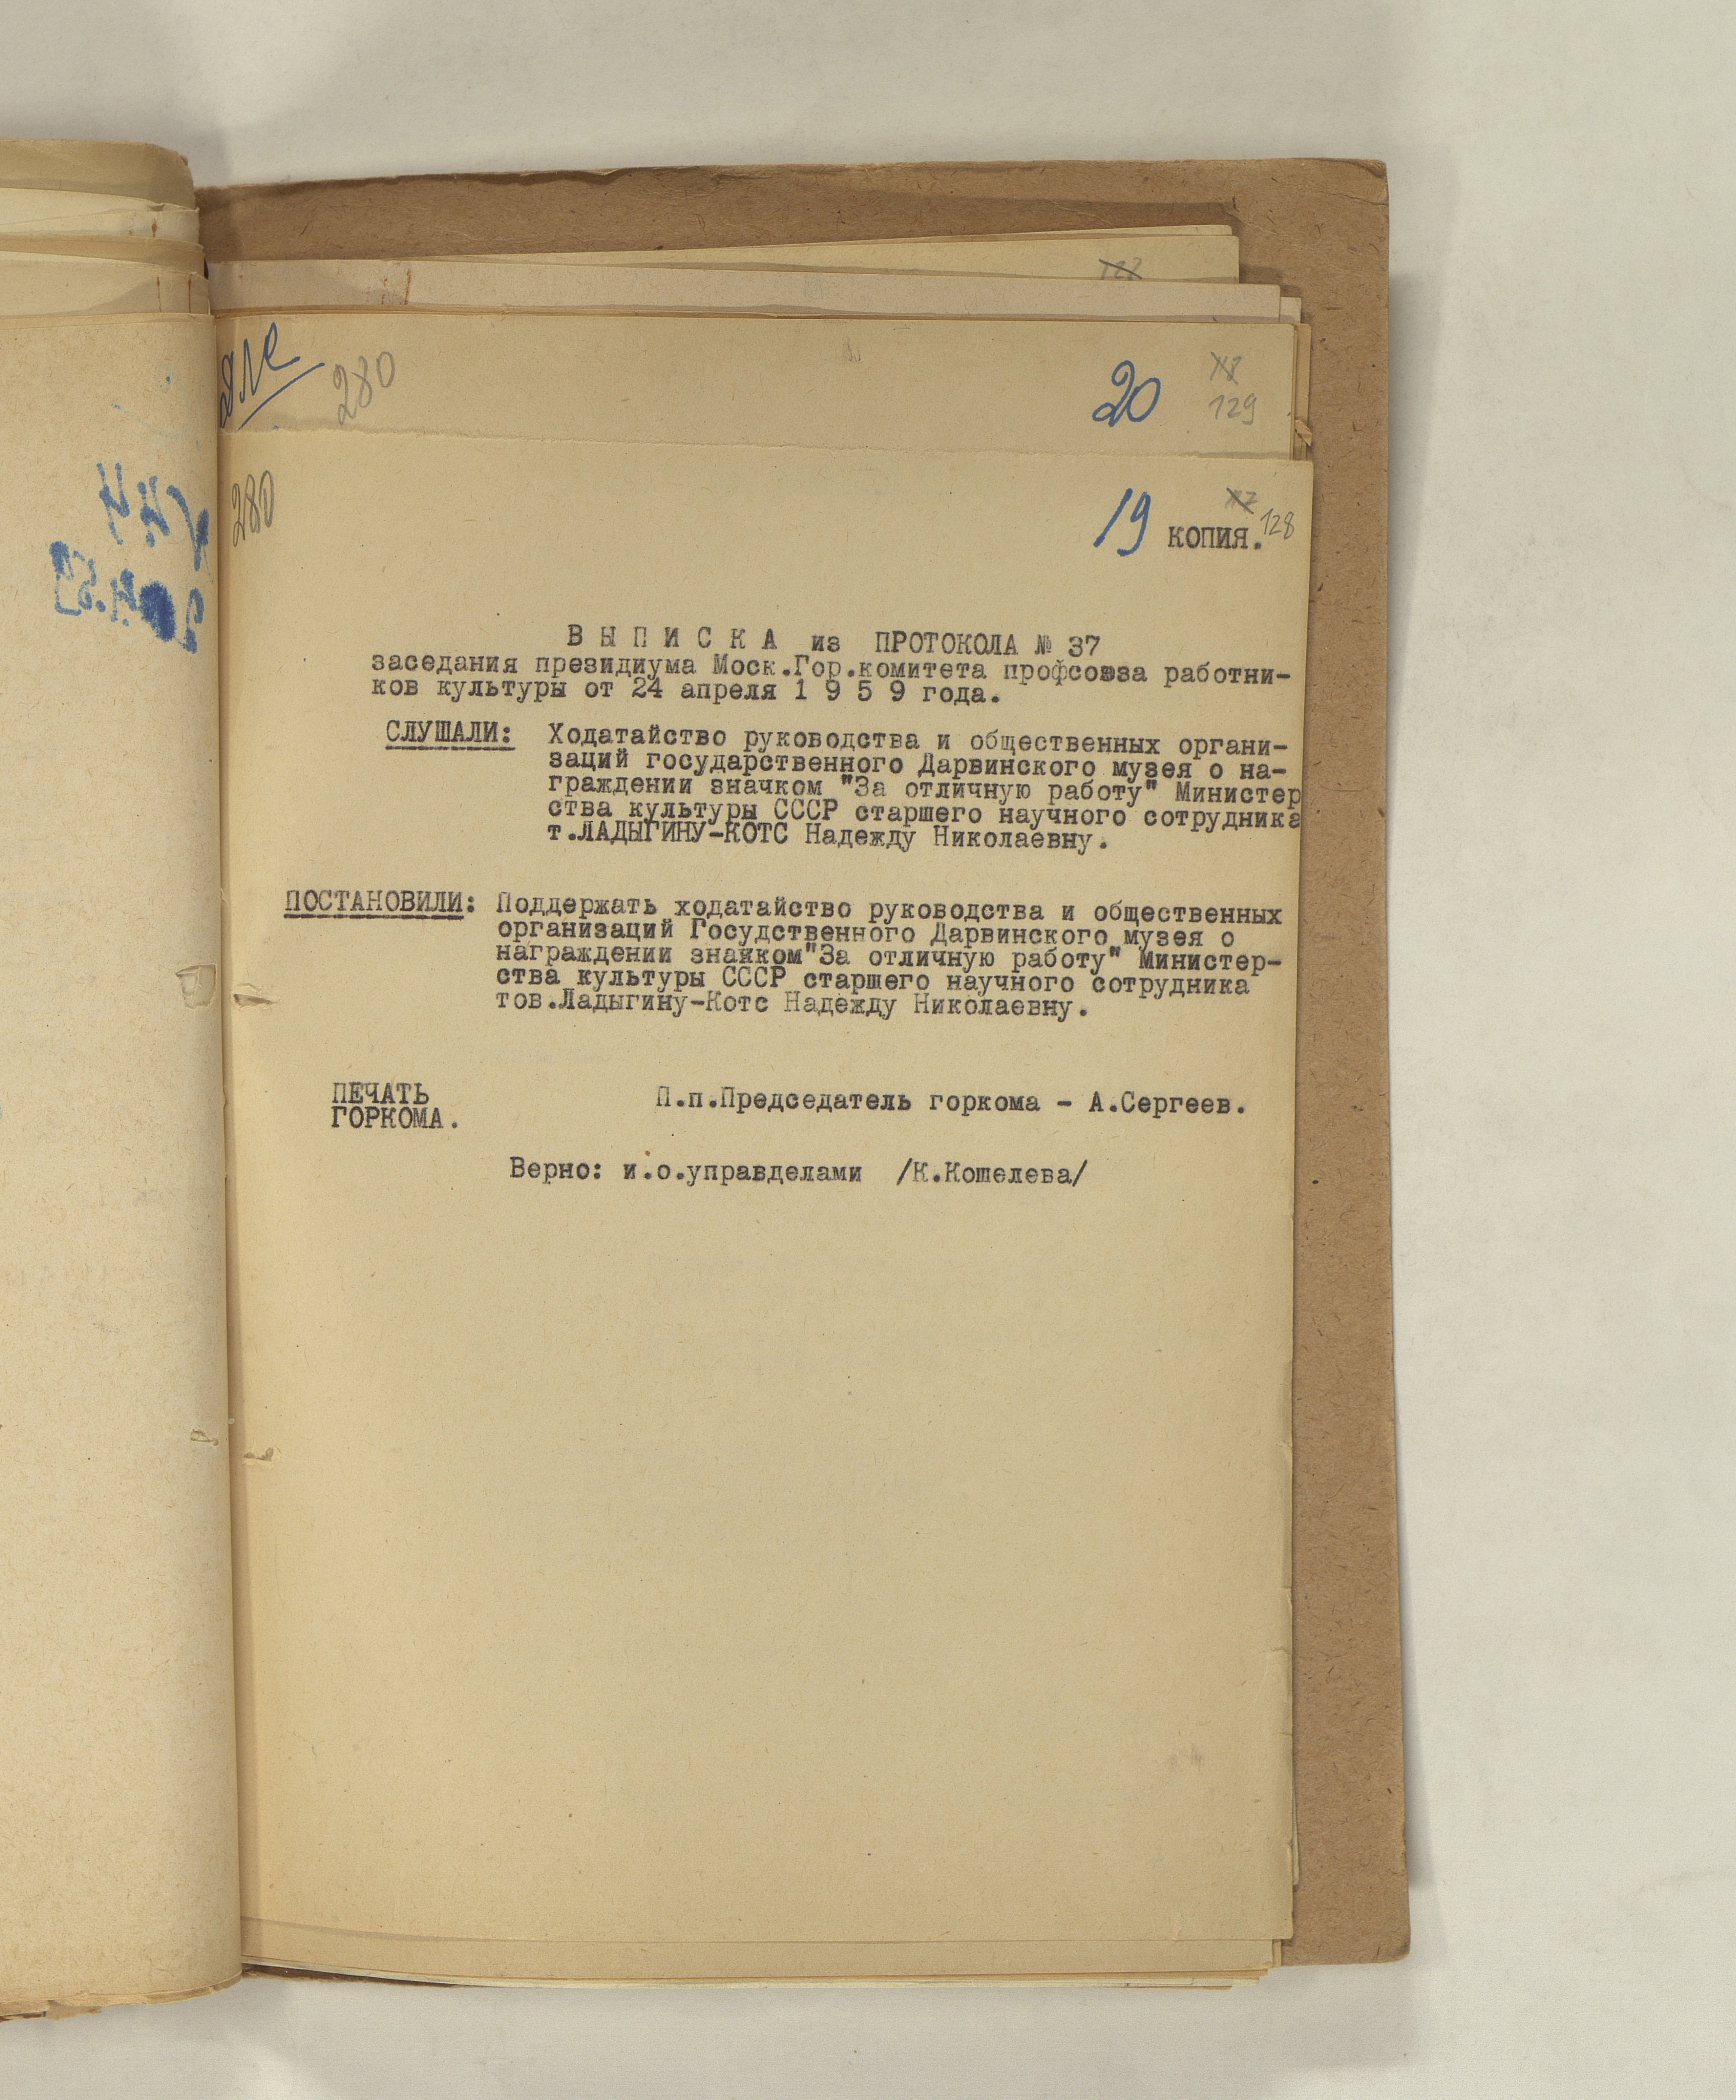 280
20
129
280
19
128
КОПИЯ.
В Ы П И С К А из ПРОТОКОЛА № 37
заседания президиума Моск.Гор.комитета профсоюза работни-
ков культуры от 24 апреля 1 9 5 9 года.
СЛУШАЛИ: Ходатайство руководства и общественных органи-
заций государственного Дарвинского музея о на-
граждении значком "За отличную работу" Министер
ства культуры СССР старшего научного сотрудника
т.ЛАДЫГИНУ-КОТС Надежду Николаевну.
ПОСТАНОВИЛИ: Поддержать ходатайство руководства и общественных
организаций Госудственного Дарвинского музея о
награждении знакком"За отличную работу" Министер-
ства культуры СССР старшего научного сотрудника
тов.Ладыгину-Котс Надежду Николаевну.
ПЕЧАТЬ
ГОРКОМА.
П.п.Председатель горкома - А.Сергеев.
Верно: и.о.управделами /К.Кошелева/